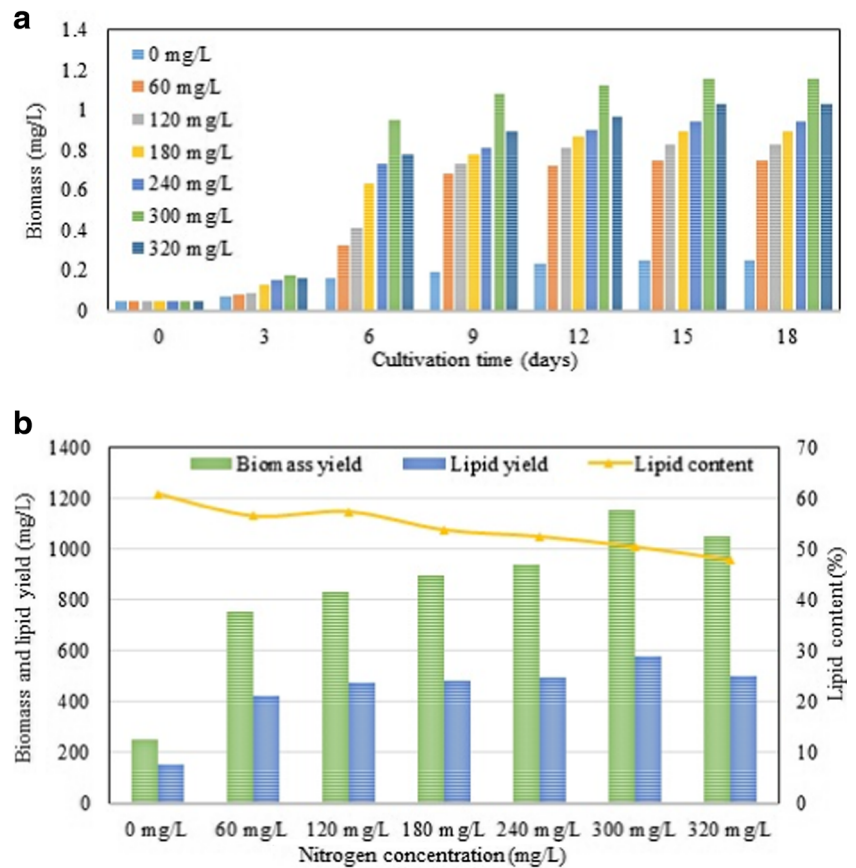 a
1.4
1.2
1
0.8
0.6
0.4
0.2
0
Biomass (mg/L)
0 mg/L
60 mg/L
120 mg/L
180 mg/L
240 mg/L
300 mg/L
320 mg/L
0 3 6 9 12 15 18
Cultivation time (days)
b
1400
1200
1000
800
600
400
200
0
Biomass and lipid yield (mg/L)
Biomass yield Lipid yield Lipid content
70
60
50
40
30
20
10
0
Lipid content (%)
0 mg/L 60 mg/L 120 mg/L 180 mg/L 240 mg/L 300 mg/L 320 mg/L
Nitrogen concentration (mg/L)